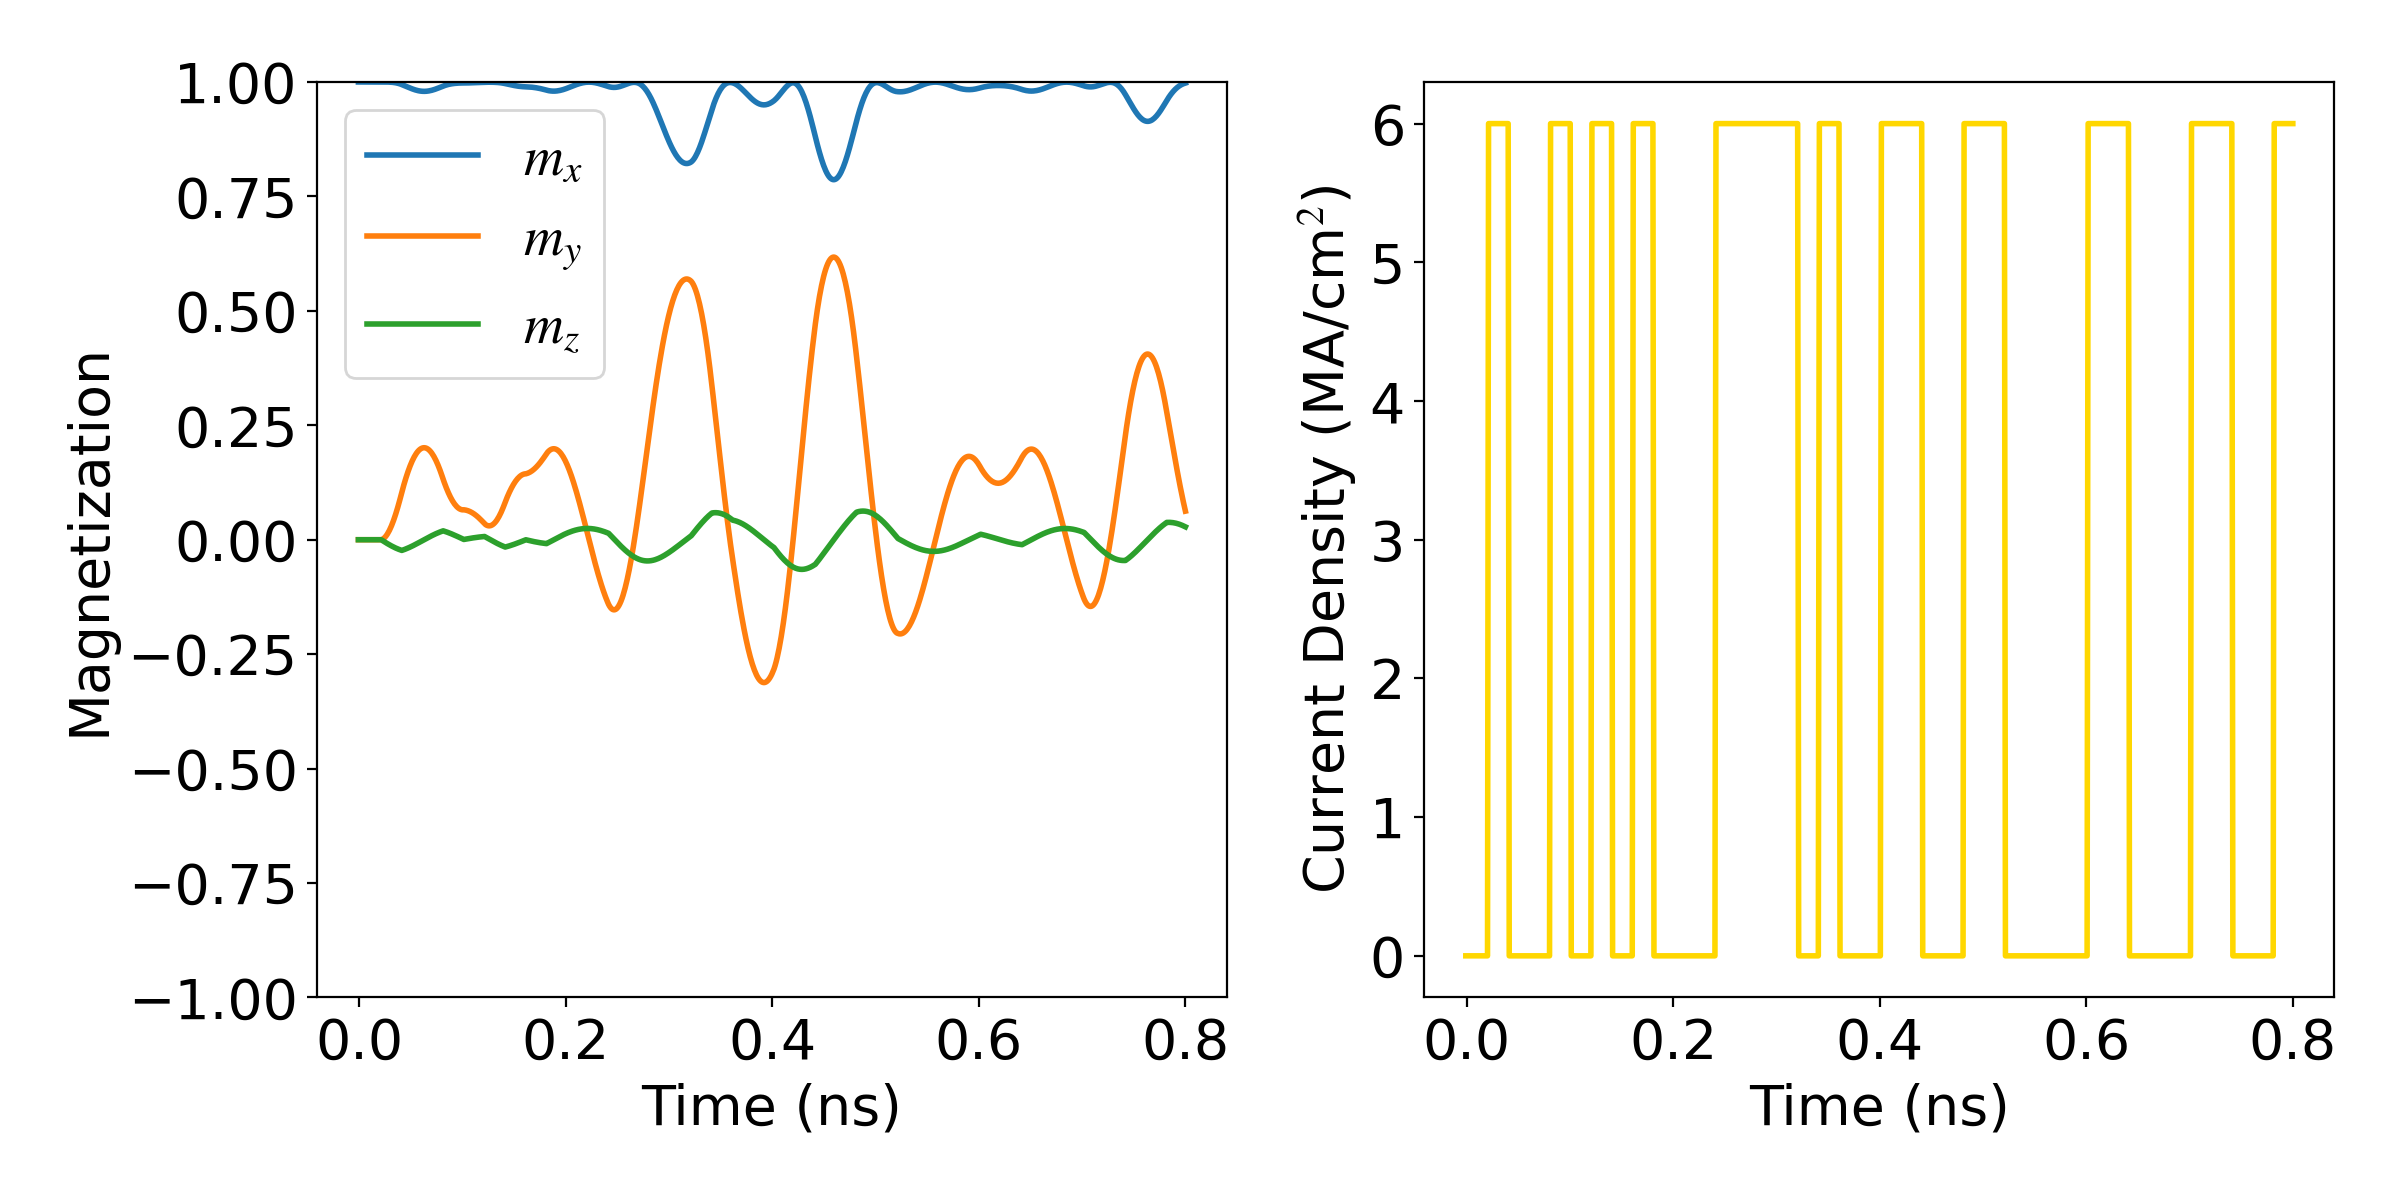 1.00
0.75
0.50
0.25
0.00
−0.25
−0.50
−0.75
−1.00
Magnetization
m_x
m_y
m_z
0.0 0.2 0.4 0.6 0.8
Time (ns)
6
5
4
3
2
1
0
Current Density (MA/cm²)
0.0 0.2 0.4 0.6 0.8
Time (ns)